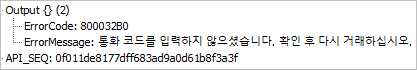 Output {} (2)
ErrorCode: 800032B0
ErrorMessage: 통화 코드를 입력하지 않으셨습니다. 확인 후 다시 거래하십시오.
API_SEQ: 0f011de8177dff683ad9a0d61b8f3a3f